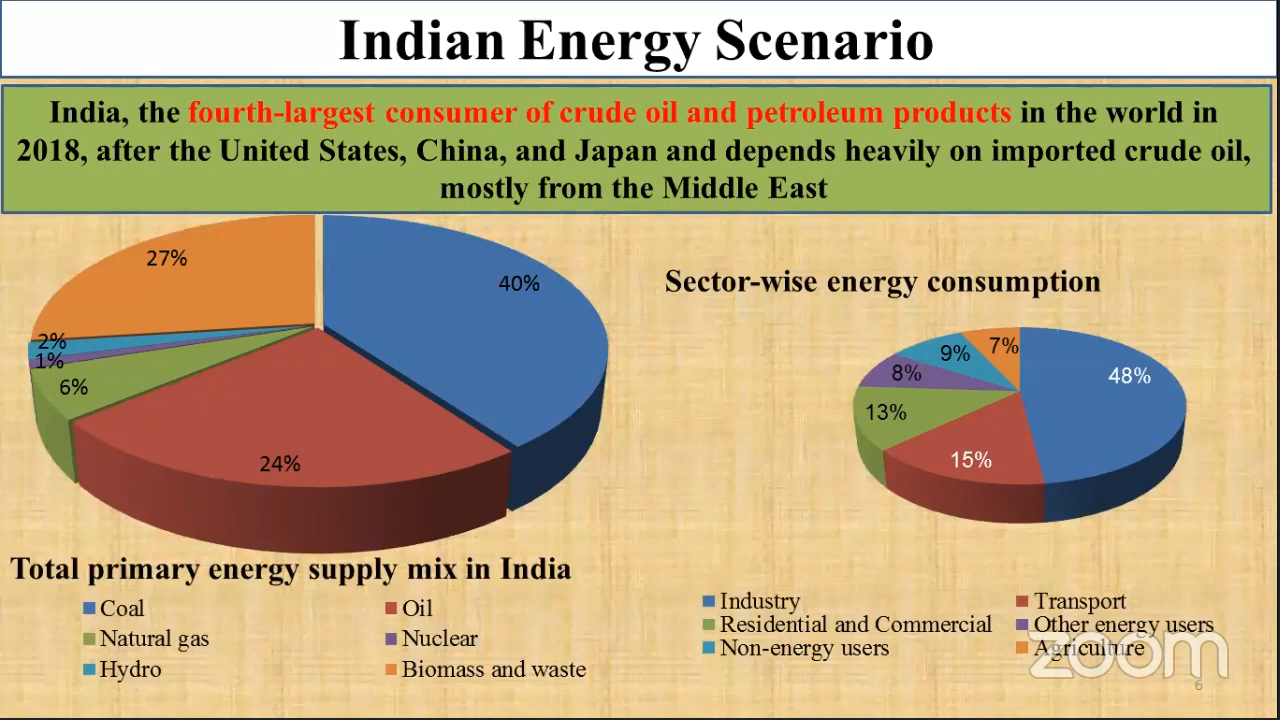 Indian Energy Scenario
India, the fourth-largest consumer of crude oil and petroleum products in the world in
2018, after the United States, China, and Japan and depends heavily on imported crude oil,
mostly from the Middle East
27%
40%
2%
1%
6%
24%
Total primary energy supply mix in India
Coal
Oil
Natural gas
Nuclear
Hydro
Biomass and waste
Sector-wise energy consumption
7%
9%
48%
8%
13%
15%
Industry
Transport
Residential and Commercial
Other energy users
Non-energy users
Agriculture
zoom
6